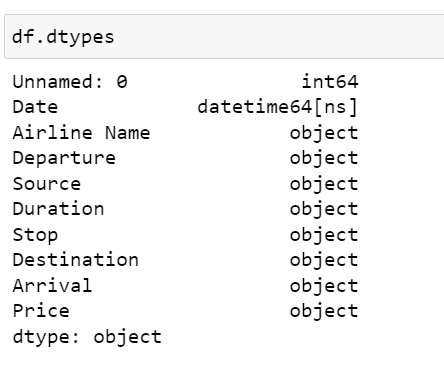 df.dtypes
Unnamed: 0 int64
Date datetime64[ns]
Airline Name object
Departure object
Source object
Duration object
Stop object
Destination object
Arrival object
Price object
dtype: object